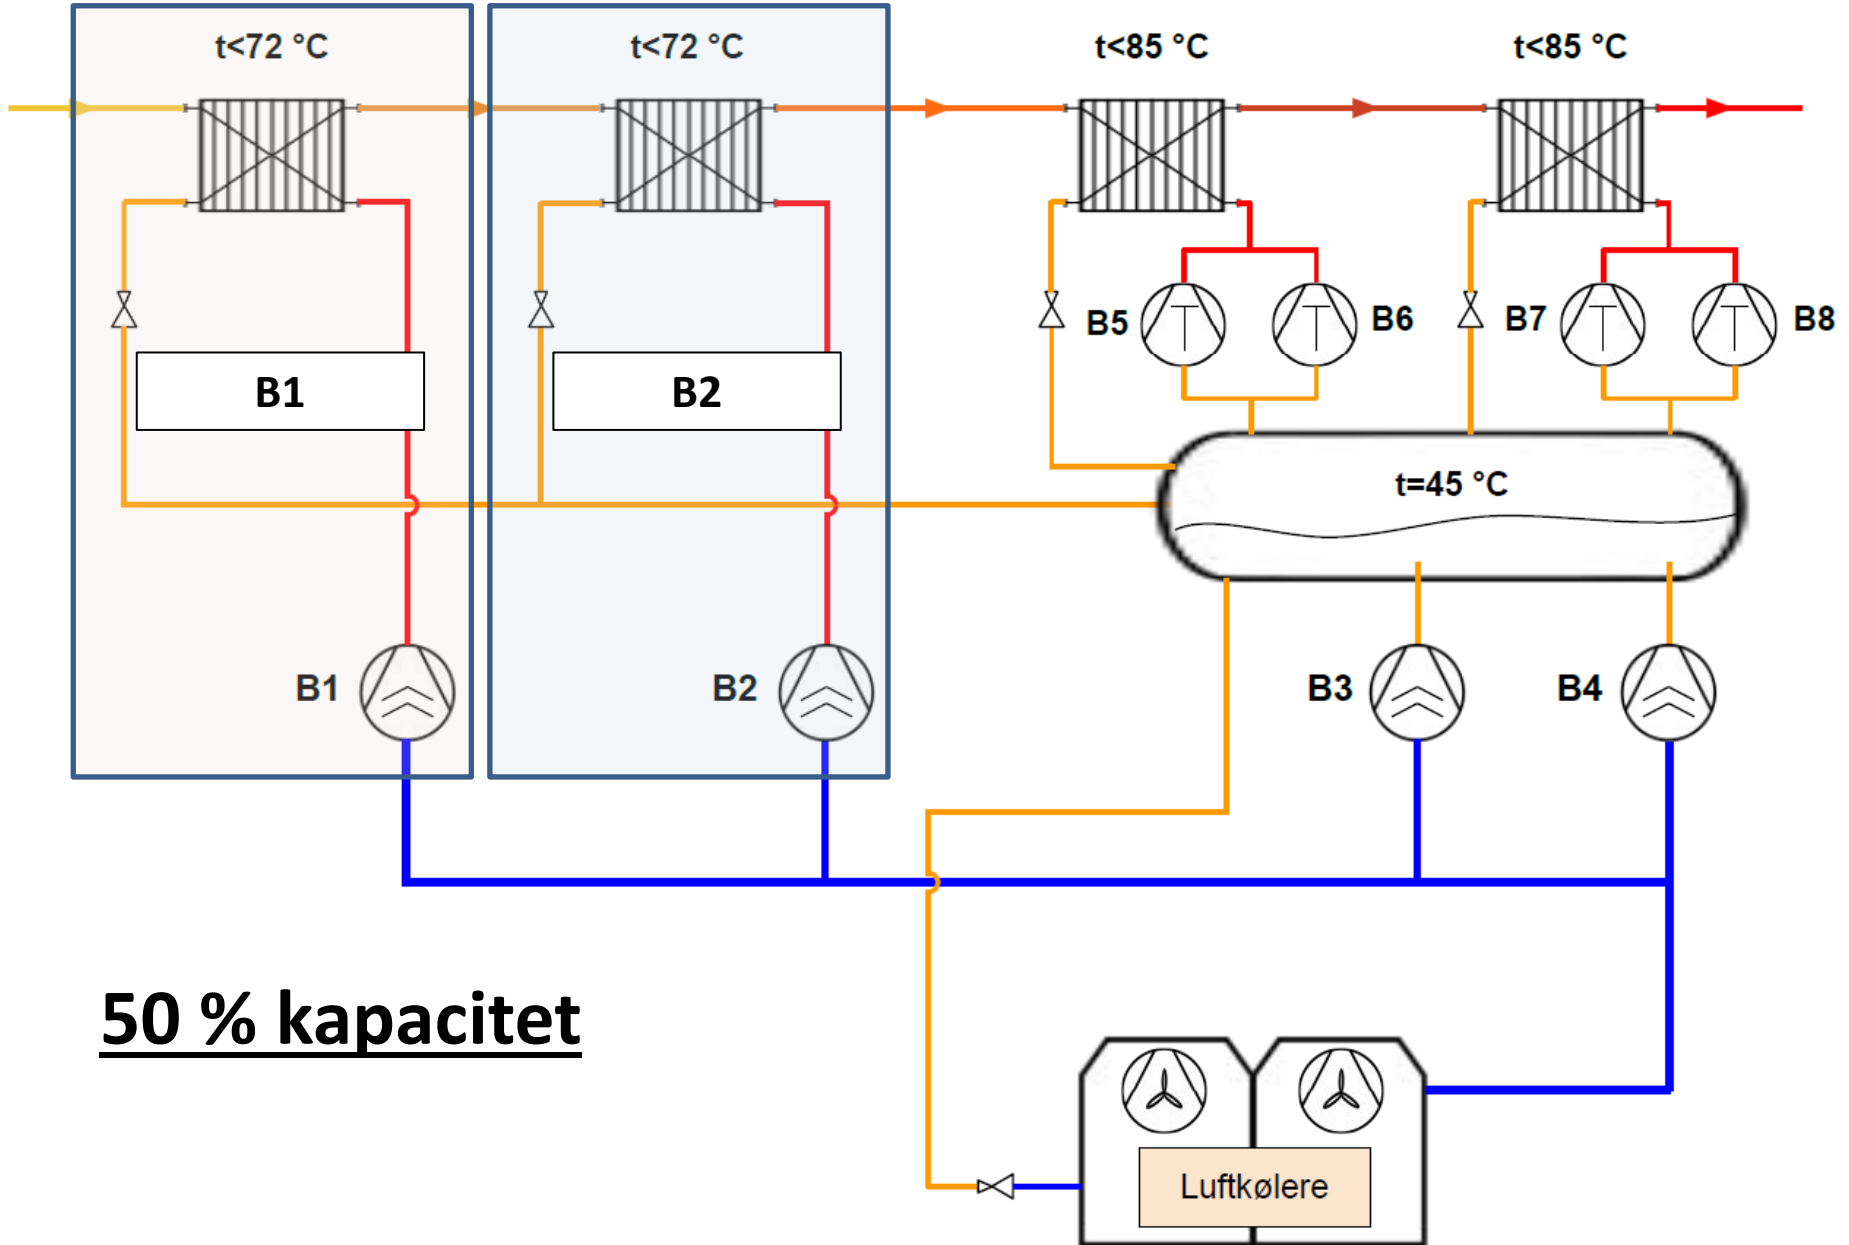 t<72 °C
t<72 °C
t<85 °C
t<85 °C
B5
B6
B7
B8
B1
B2
t=45 °C
B1
B2
B3
B4
50 % kapacitet
Luftkølere